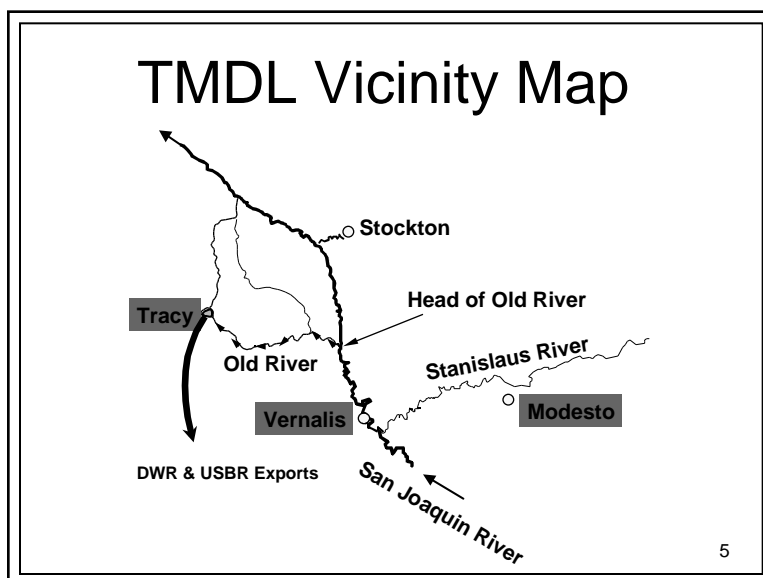 TMDL Vicinity Map
Stockton
Head of Old River
Tracy
Old River
Stanislaus River
Vernalis
Modesto
DWR & USBR Exports
San Joaquin River
5